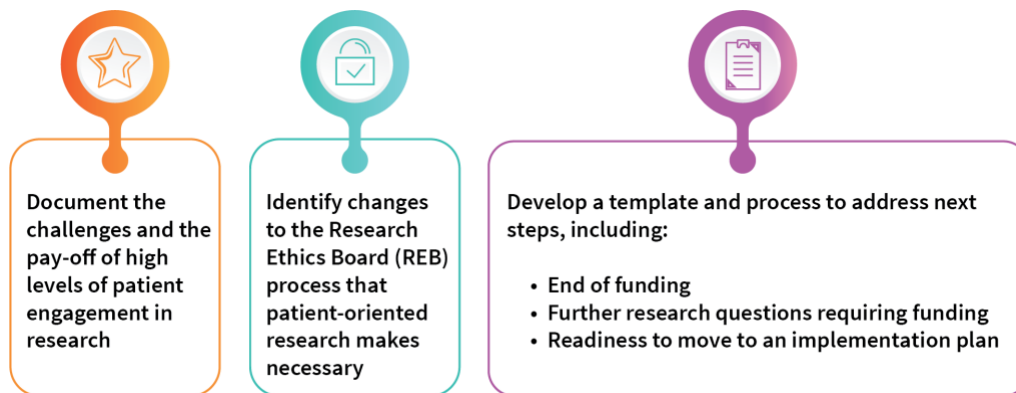 Document the
challenges and the
pay-off of high
levels of patient
engagement in
research
Identify changes
to the Research
Ethics Board (REB)
process that
patient-oriented
research makes
necessary
Develop a template and process to address next
steps, including:
• End of funding
• Further research questions requiring funding
• Readiness to move to an implementation plan